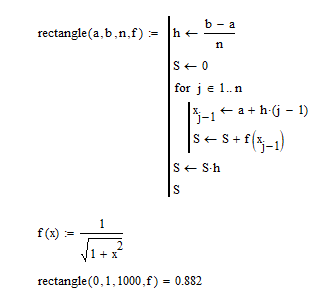 rectangle(a,b,n,f) := h ← (b − a)/n
S ← 0
for j ∈ 1..n
x_{j−1} ← a + h·(j − 1)
S ← S + f(x_{j−1})
S ← S·h
S
f(x) := 1/√(1 + x²)
rectangle(0,1,1000,f) = 0.882